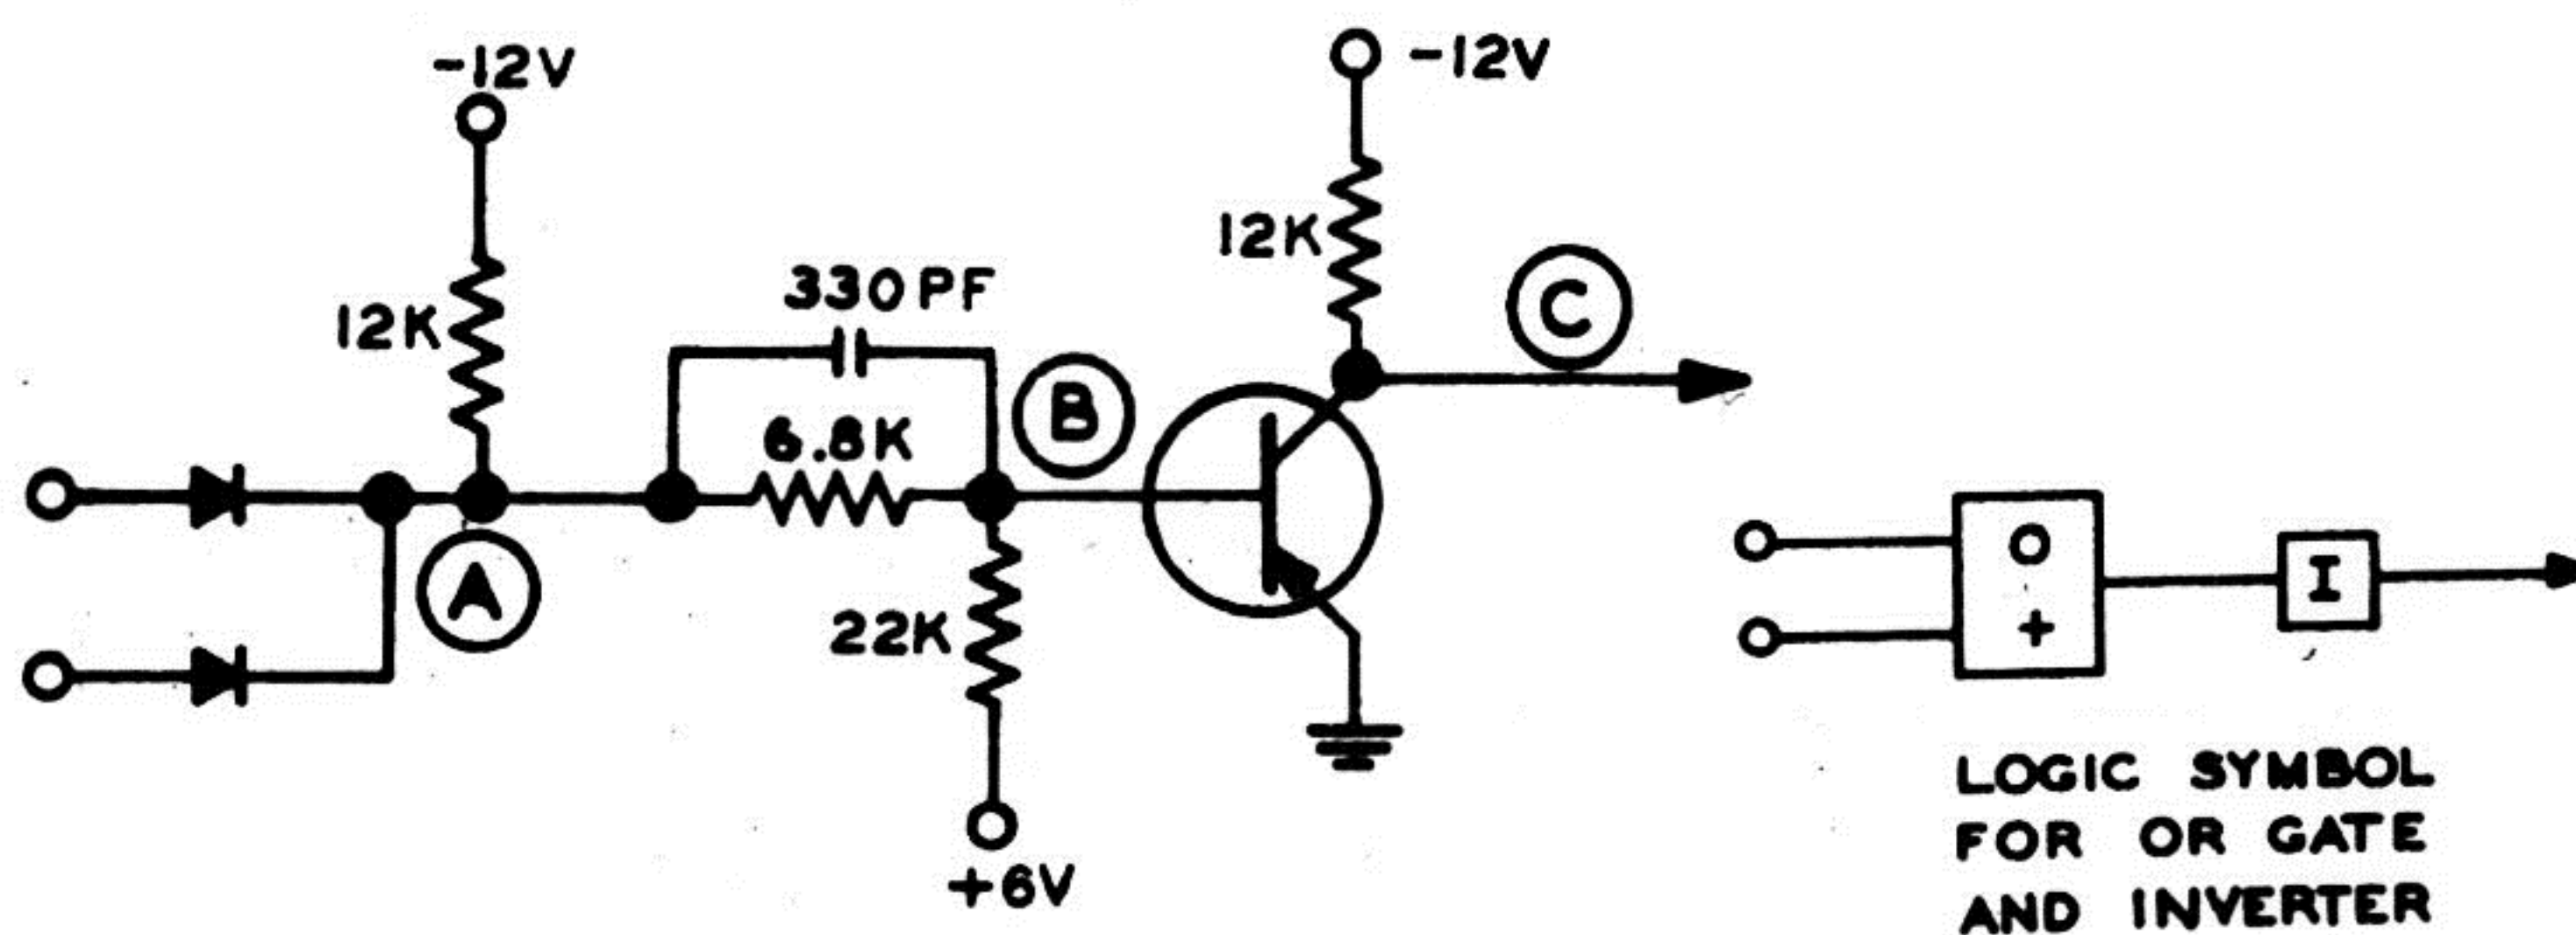 -12V
-12V
12K
12K
330PF
C
B
6.8K
A
22K
+6V
O
+
I
LOGIC SYMBOL
FOR OR GATE
AND INVERTER